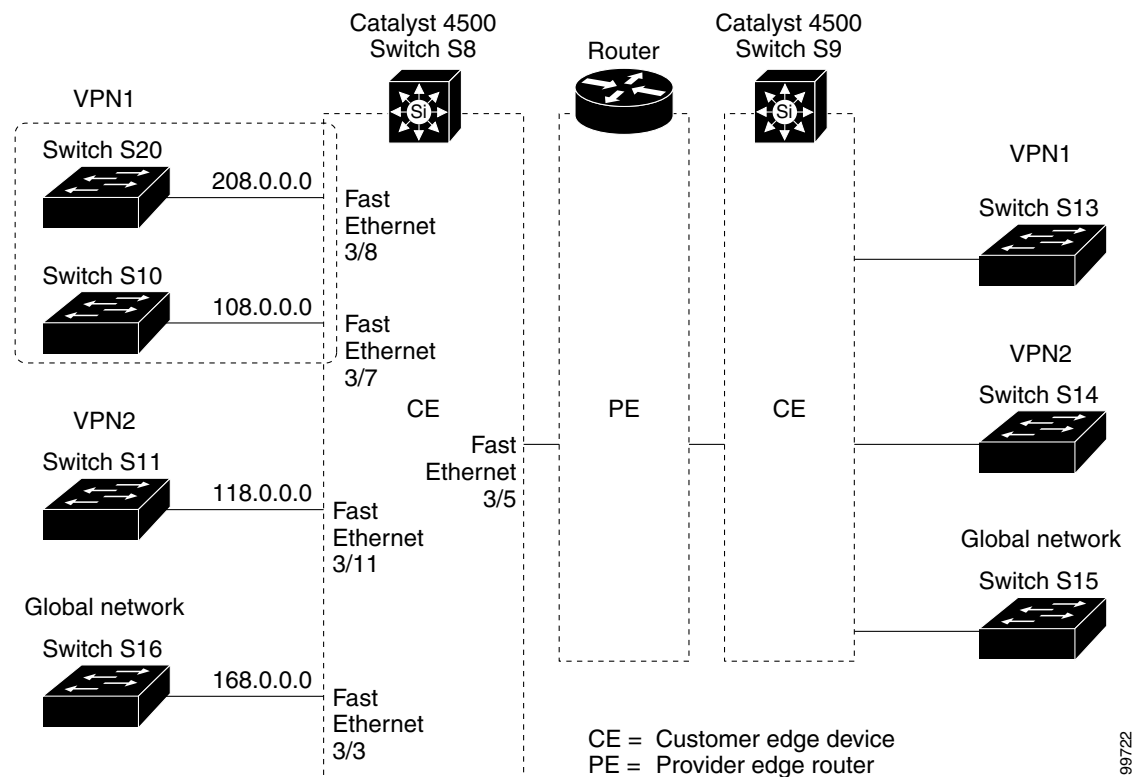 Catalyst 4500
Switch S8
Router
Catalyst 4500
Switch S9
Si
Si
VPN1
Switch S20
208.0.0.0
Fast
Ethernet
3/8
Switch S10
108.0.0.0
Fast
Ethernet
3/7
VPN2
Switch S11
118.0.0.0
Fast
Ethernet
3/11
Global network
Switch S16
168.0.0.0
Fast
Ethernet
3/3
CE
Fast
Ethernet
3/5
PE
CE
VPN1
Switch S13
VPN2
Switch S14
Global network
Switch S15
CE = Customer edge device
PE = Provider edge router
99722